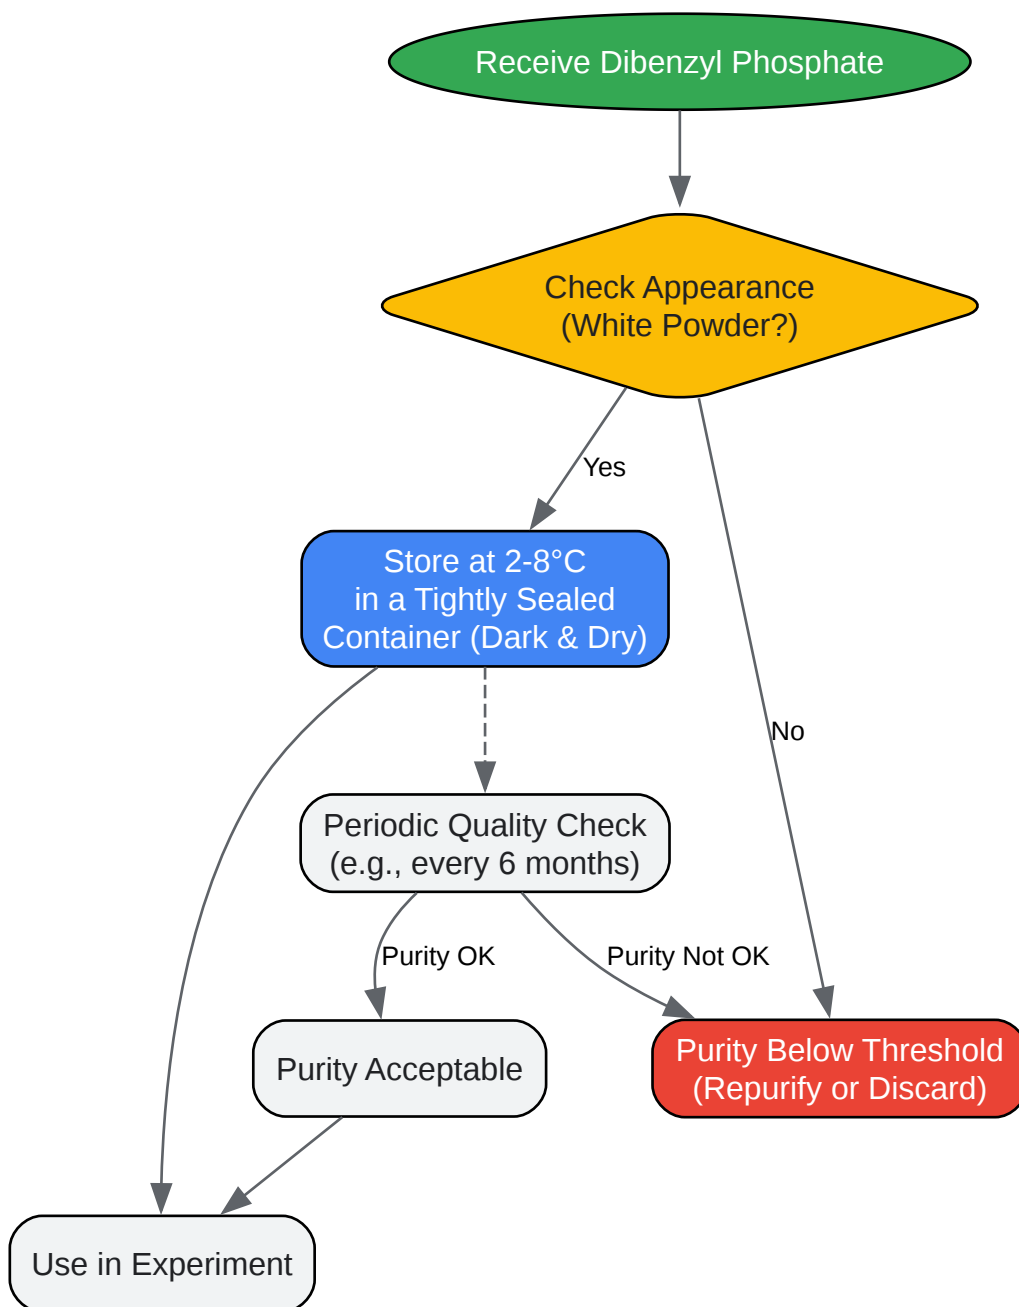 Receive Dibenzyl Phosphate
Check Appearance
(White Powder?)
Yes
Store at 2-8°C
in a Tightly Sealed
Container (Dark & Dry)
No
Periodic Quality Check
(e.g., every 6 months)
Purity OK
Purity Not OK
Purity Acceptable
Purity Below Threshold
(Repurify or Discard)
Use in Experiment